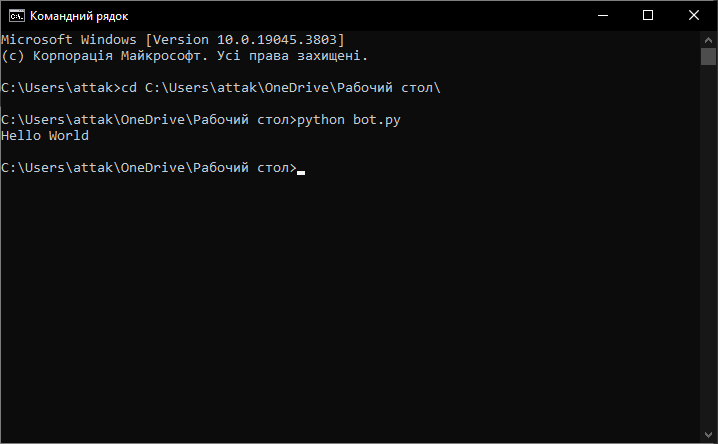 Командний рядок
Microsoft Windows [Version 10.0.19045.3803]
(c) Корпорація Майкрософт. Усі права захищені.
C:\Users\attak>cd C:\Users\attak\OneDrive\Рабочий стол\
C:\Users\attak\OneDrive\Рабочий стол>python bot.py
Hello World
C:\Users\attak\OneDrive\Рабочий стол>